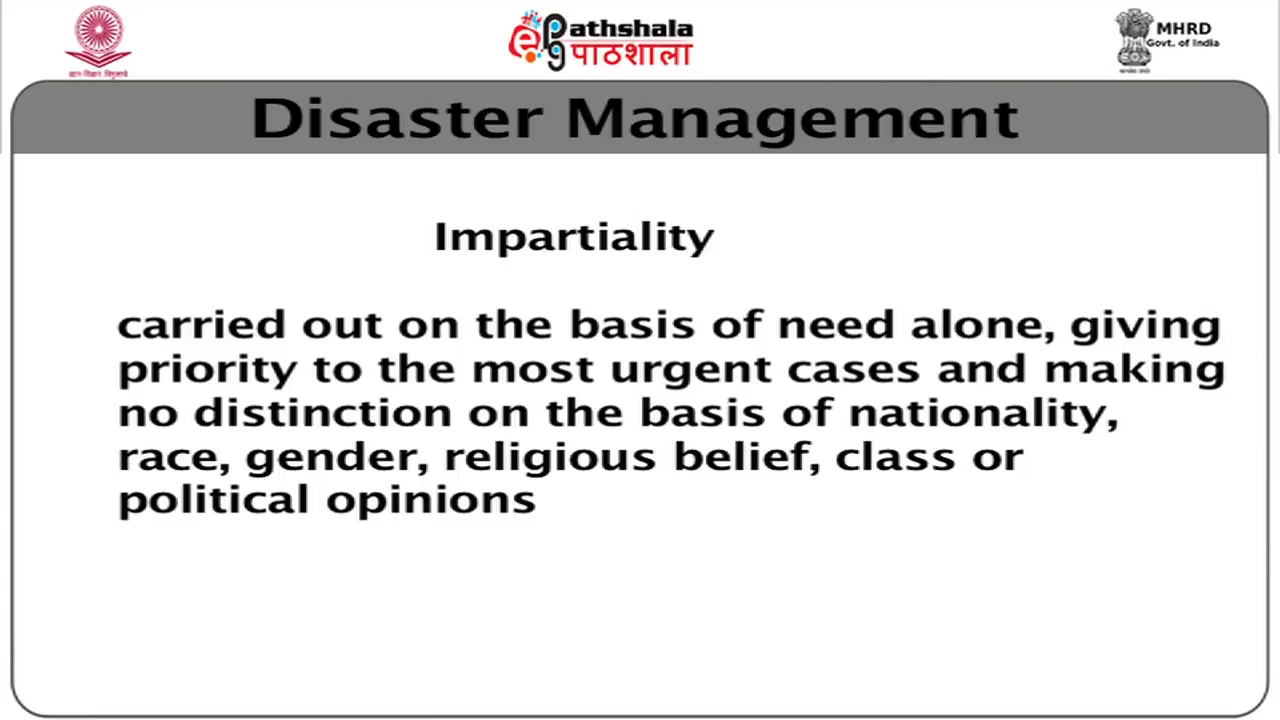 Pathshala
पाठशाला
MHRD
Govt. of India
Disaster Management
Impartiality
carried out on the basis of need alone, giving
priority to the most urgent cases and making
no distinction on the basis of nationality,
race, gender, religious belief, class or
political opinions